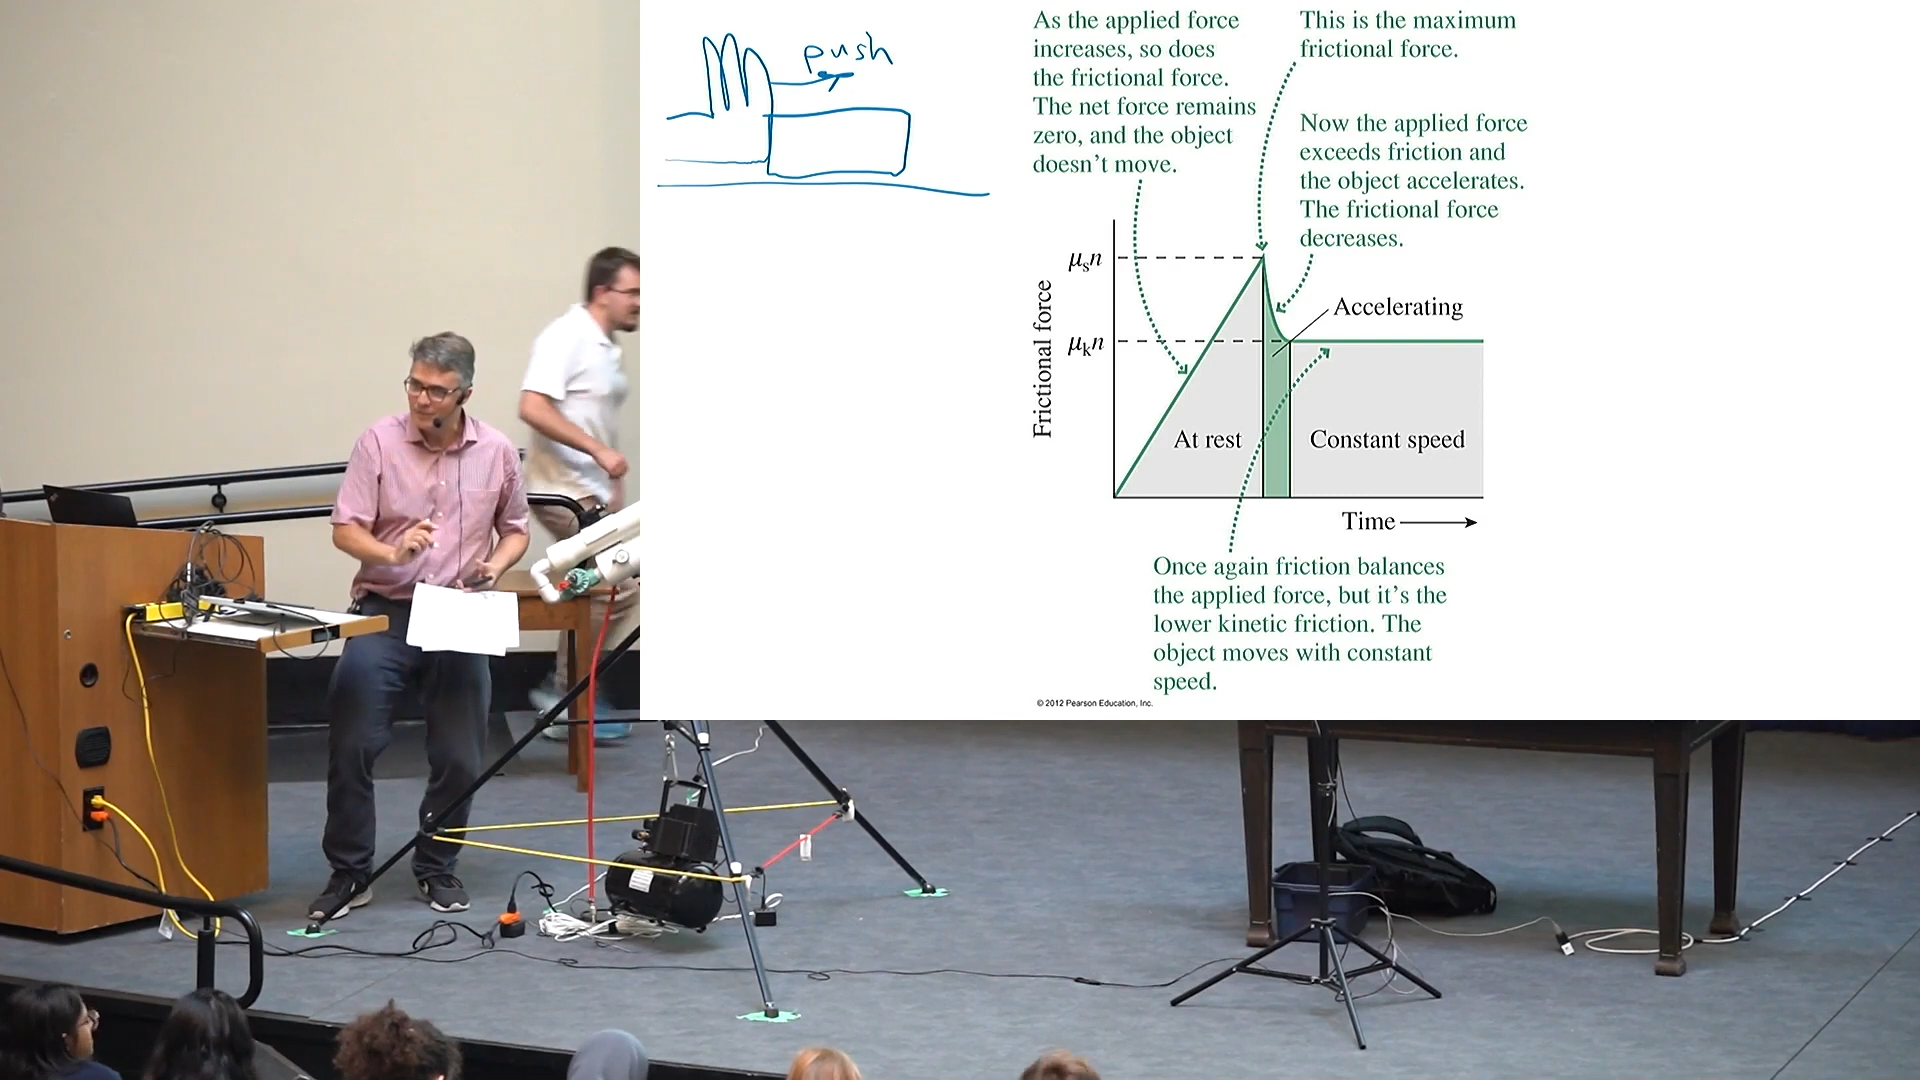 push
As the applied force
increases, so does
the frictional force.
The net force remains
zero, and the object
doesn't move.
This is the maximum
frictional force.
Now the applied force
exceeds friction and
the object accelerates.
The frictional force
decreases.
μₛn
μₖn
Frictional force
Accelerating
At rest
Constant speed
Time
Once again friction balances
the applied force, but it's the
lower kinetic friction. The
object moves with constant
speed.
© 2012 Pearson Education, Inc.